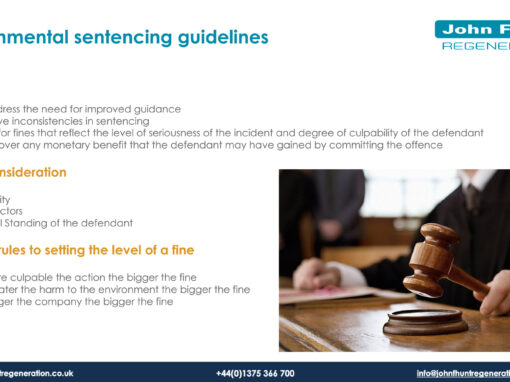 nmental sentencing guidelines
John F
REGENER
dress the need for improved guidance
ve inconsistencies in sentencing
for fines that reflect the level of seriousness of the incident and degree of culpability of the defendant
over any monetary benefit that the defendant may have gained by committing the offence
nsideration
ity
ctors
l Standing of the defendant
rules to setting the level of a fine
re culpable the action the bigger the fine
ater the harm to the environment the bigger the fine
ger the company the bigger the fine
tregeneration.co.uk
+44(0)1375 366 700
info@johnfhuntregeneration